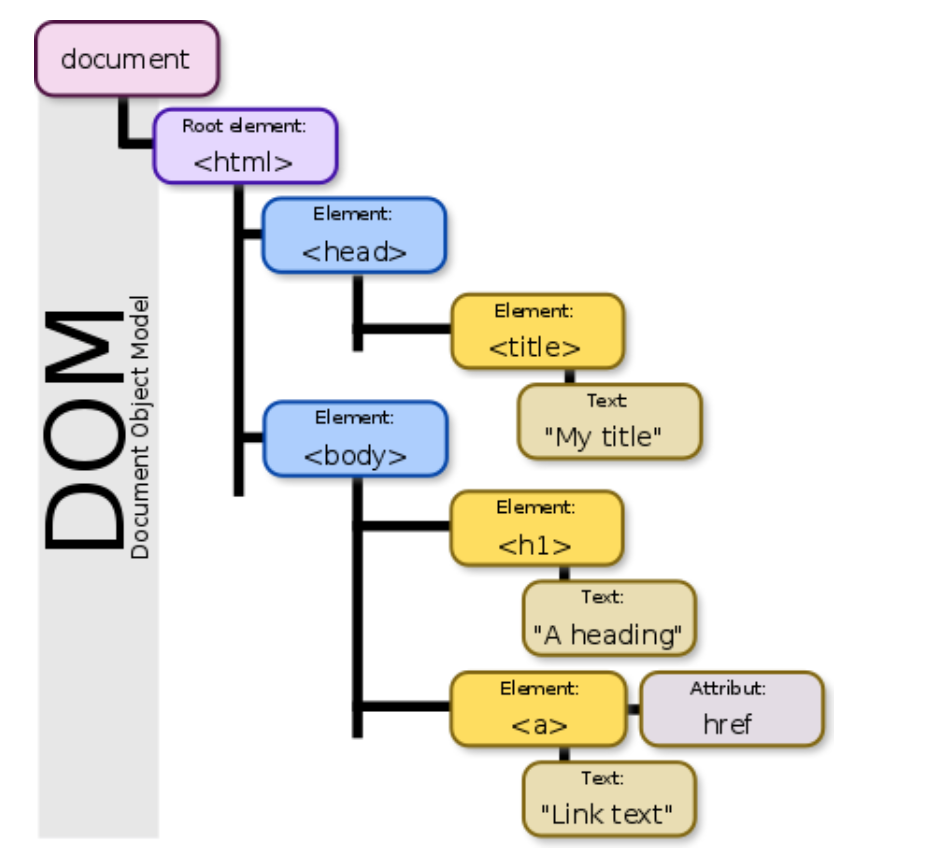 document
Root element:
<html>
Element:
<head>
Element:
<title>
Text
"My title"
Element:
<body>
Element:
<h1>
Text:
"A heading"
Element:
<a>
Attribut:
href
Text:
"Link text"
DOM
Document Object Model